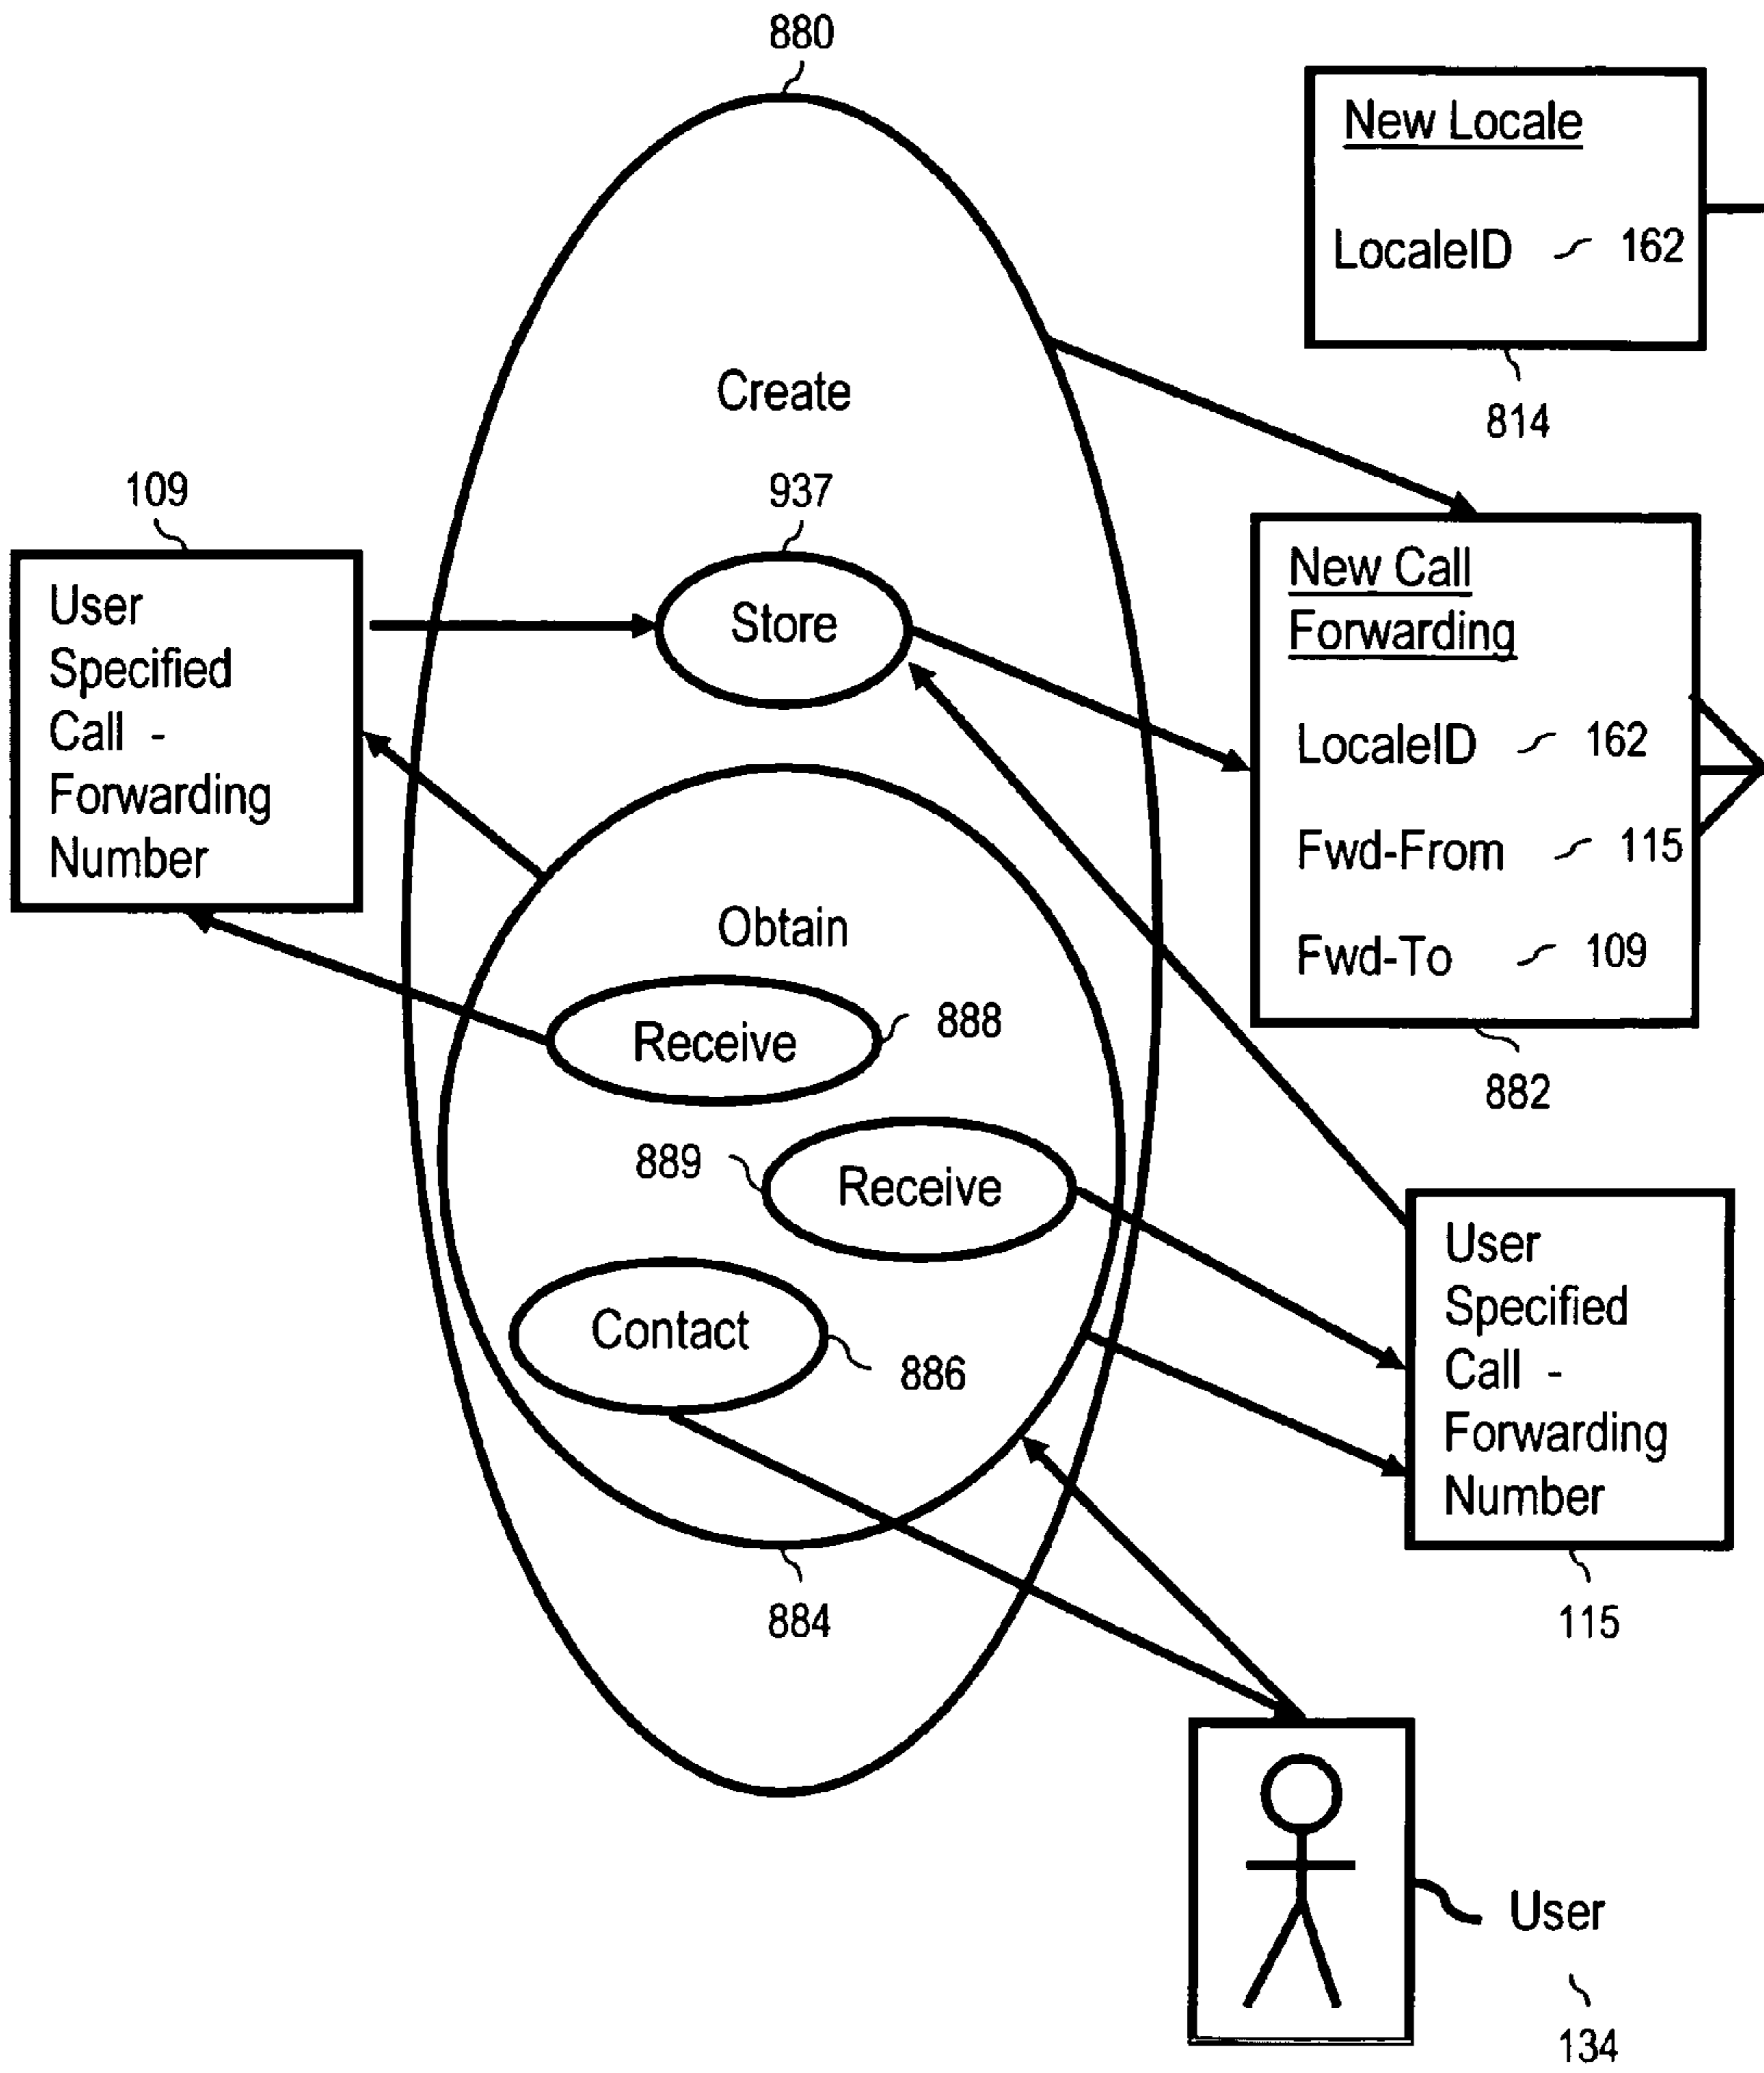 880
New Locale
LocaleID 162
814
Create
109
937
User
Specified
Call -
Forwarding
Number
Store
New Call
Forwarding
LocaleID 162
Fwd-From 115
Fwd-To 109
882
Obtain
Receive 888
889 Receive
Contact 886
884
User
Specified
Call -
Forwarding
Number
115
User
134